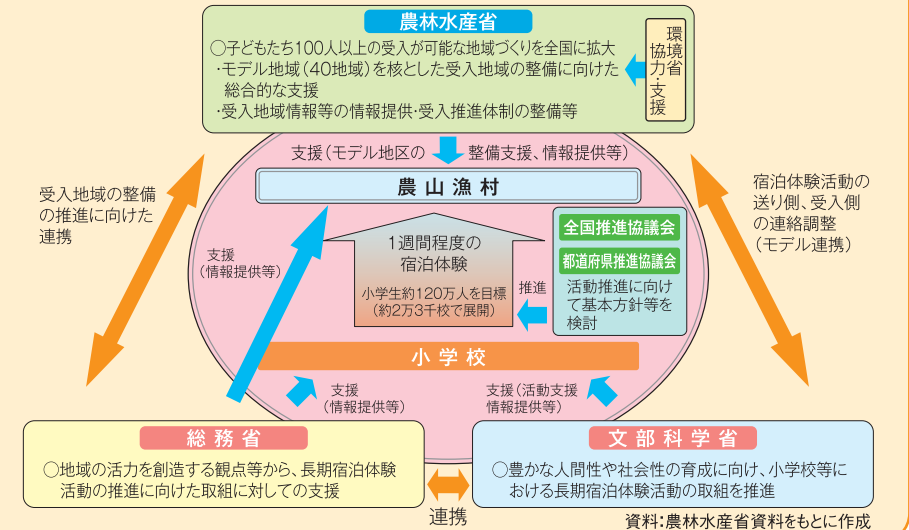 農林水産省
○子どもたち100人以上の受入が可能な地域づくりを全国に拡大
・モデル地域（40地域）を核とした受入地域の整備に向けた
総合的な支援
・受入地域情報等の情報提供・受入推進体制の整備等
環境省
協力・支援
支援（モデル地区の
整備支援、情報提供等）
農山漁村
受入地域の整備
の推進に向けた
連携
宿泊体験活動の
送り側、受入側
の連絡調整
（モデル連携）
支援
（情報提供等）
1週間程度の
宿泊体験
小学生約120万人を目標
（約2万3千校で展開）
全国推進協議会
都道府県推進協議会
活動推進に向け
て基本方針等を
検討
推進
小学校
支援
（情報提供等）
支援（活動支援
情報提供等）
総務省
○地域の活力を創造する観点等から、長期宿泊体験
活動の推進に向けた取組に対しての支援
文部科学省
○豊かな人間性や社会性の育成に向け、小学校等に
おける長期宿泊体験活動の取組を推進
連携
資料：農林水産省資料をもとに作成